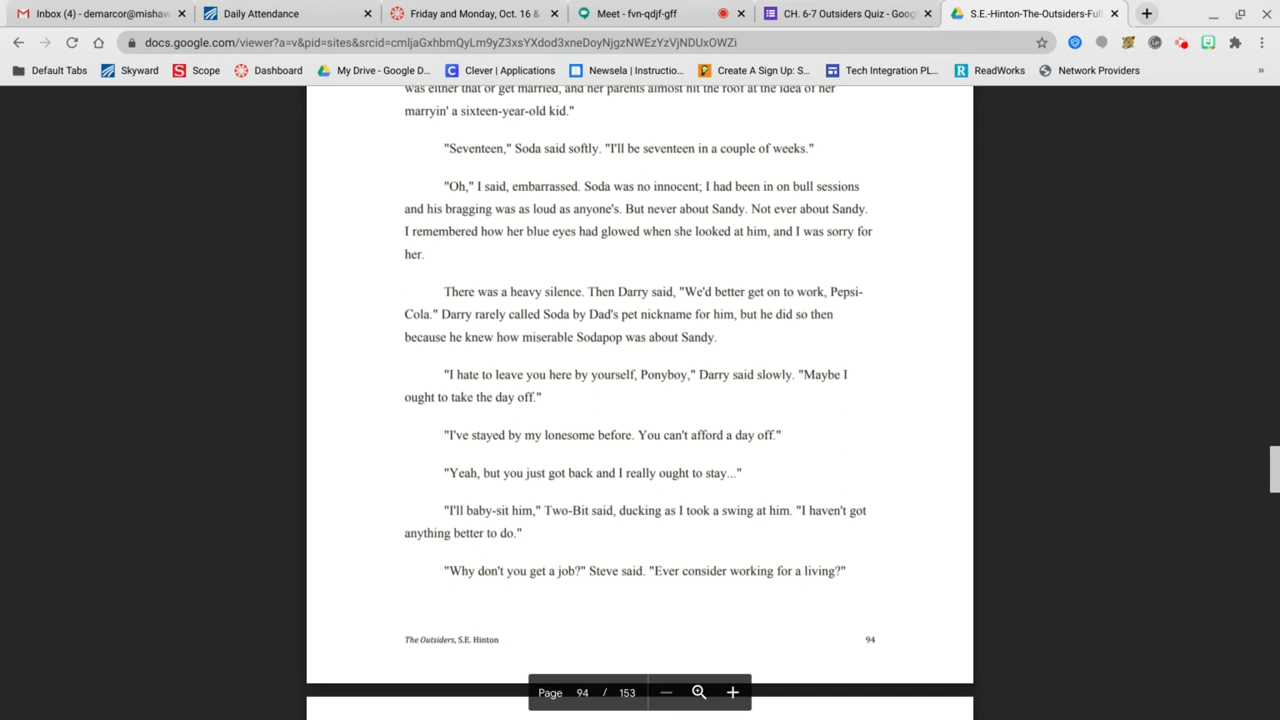 Inbox (4) - demarcor@mishaw
Daily Attendance
Friday and Monday, Oct. 16 &
Meet - fvn-qdjf-gff
CH. 6-7 Outsiders Quiz - Goog
S.E.-Hinton-The-Outsiders-Full
docs.google.com/viewer?a=v&pid=sites&srcid=cmljaGxhbmQyLm9yZ3xsYXdod3xneDoyNjgzNWEzYzVjNDUxOWZi
Default Tabs
Skyward
Scope
Dashboard
My Drive - Google D...
Clever | Applications
Newsela | Instructio...
Create A Sign Up: S...
Tech Integration PL...
ReadWorks
Network Providers
was either that or get married, and her parents almost hit the roof at the idea of her
marryin' a sixteen-year-old kid."
"Seventeen," Soda said softly. "I'll be seventeen in a couple of weeks."
"Oh," I said, embarrassed. Soda was no innocent; I had been in on bull sessions
and his bragging was as loud as anyone's. But never about Sandy. Not ever about Sandy.
I remembered how her blue eyes had glowed when she looked at him, and I was sorry for
her.
There was a heavy silence. Then Darry said, "We'd better get on to work, Pepsi-
Cola." Darry rarely called Soda by Dad's pet nickname for him, but he did so then
because he knew how miserable Sodapop was about Sandy.
"I hate to leave you here by yourself, Ponyboy," Darry said slowly. "Maybe I
ought to take the day off."
"I've stayed by my lonesome before. You can't afford a day off."
"Yeah, but you just got back and I really ought to stay..."
"I'll baby-sit him," Two-Bit said, ducking as I took a swing at him. "I haven't got
anything better to do."
"Why don't you get a job?" Steve said. "Ever consider working for a living?"
The Outsiders, S.E. Hinton
94
Page 94 / 153